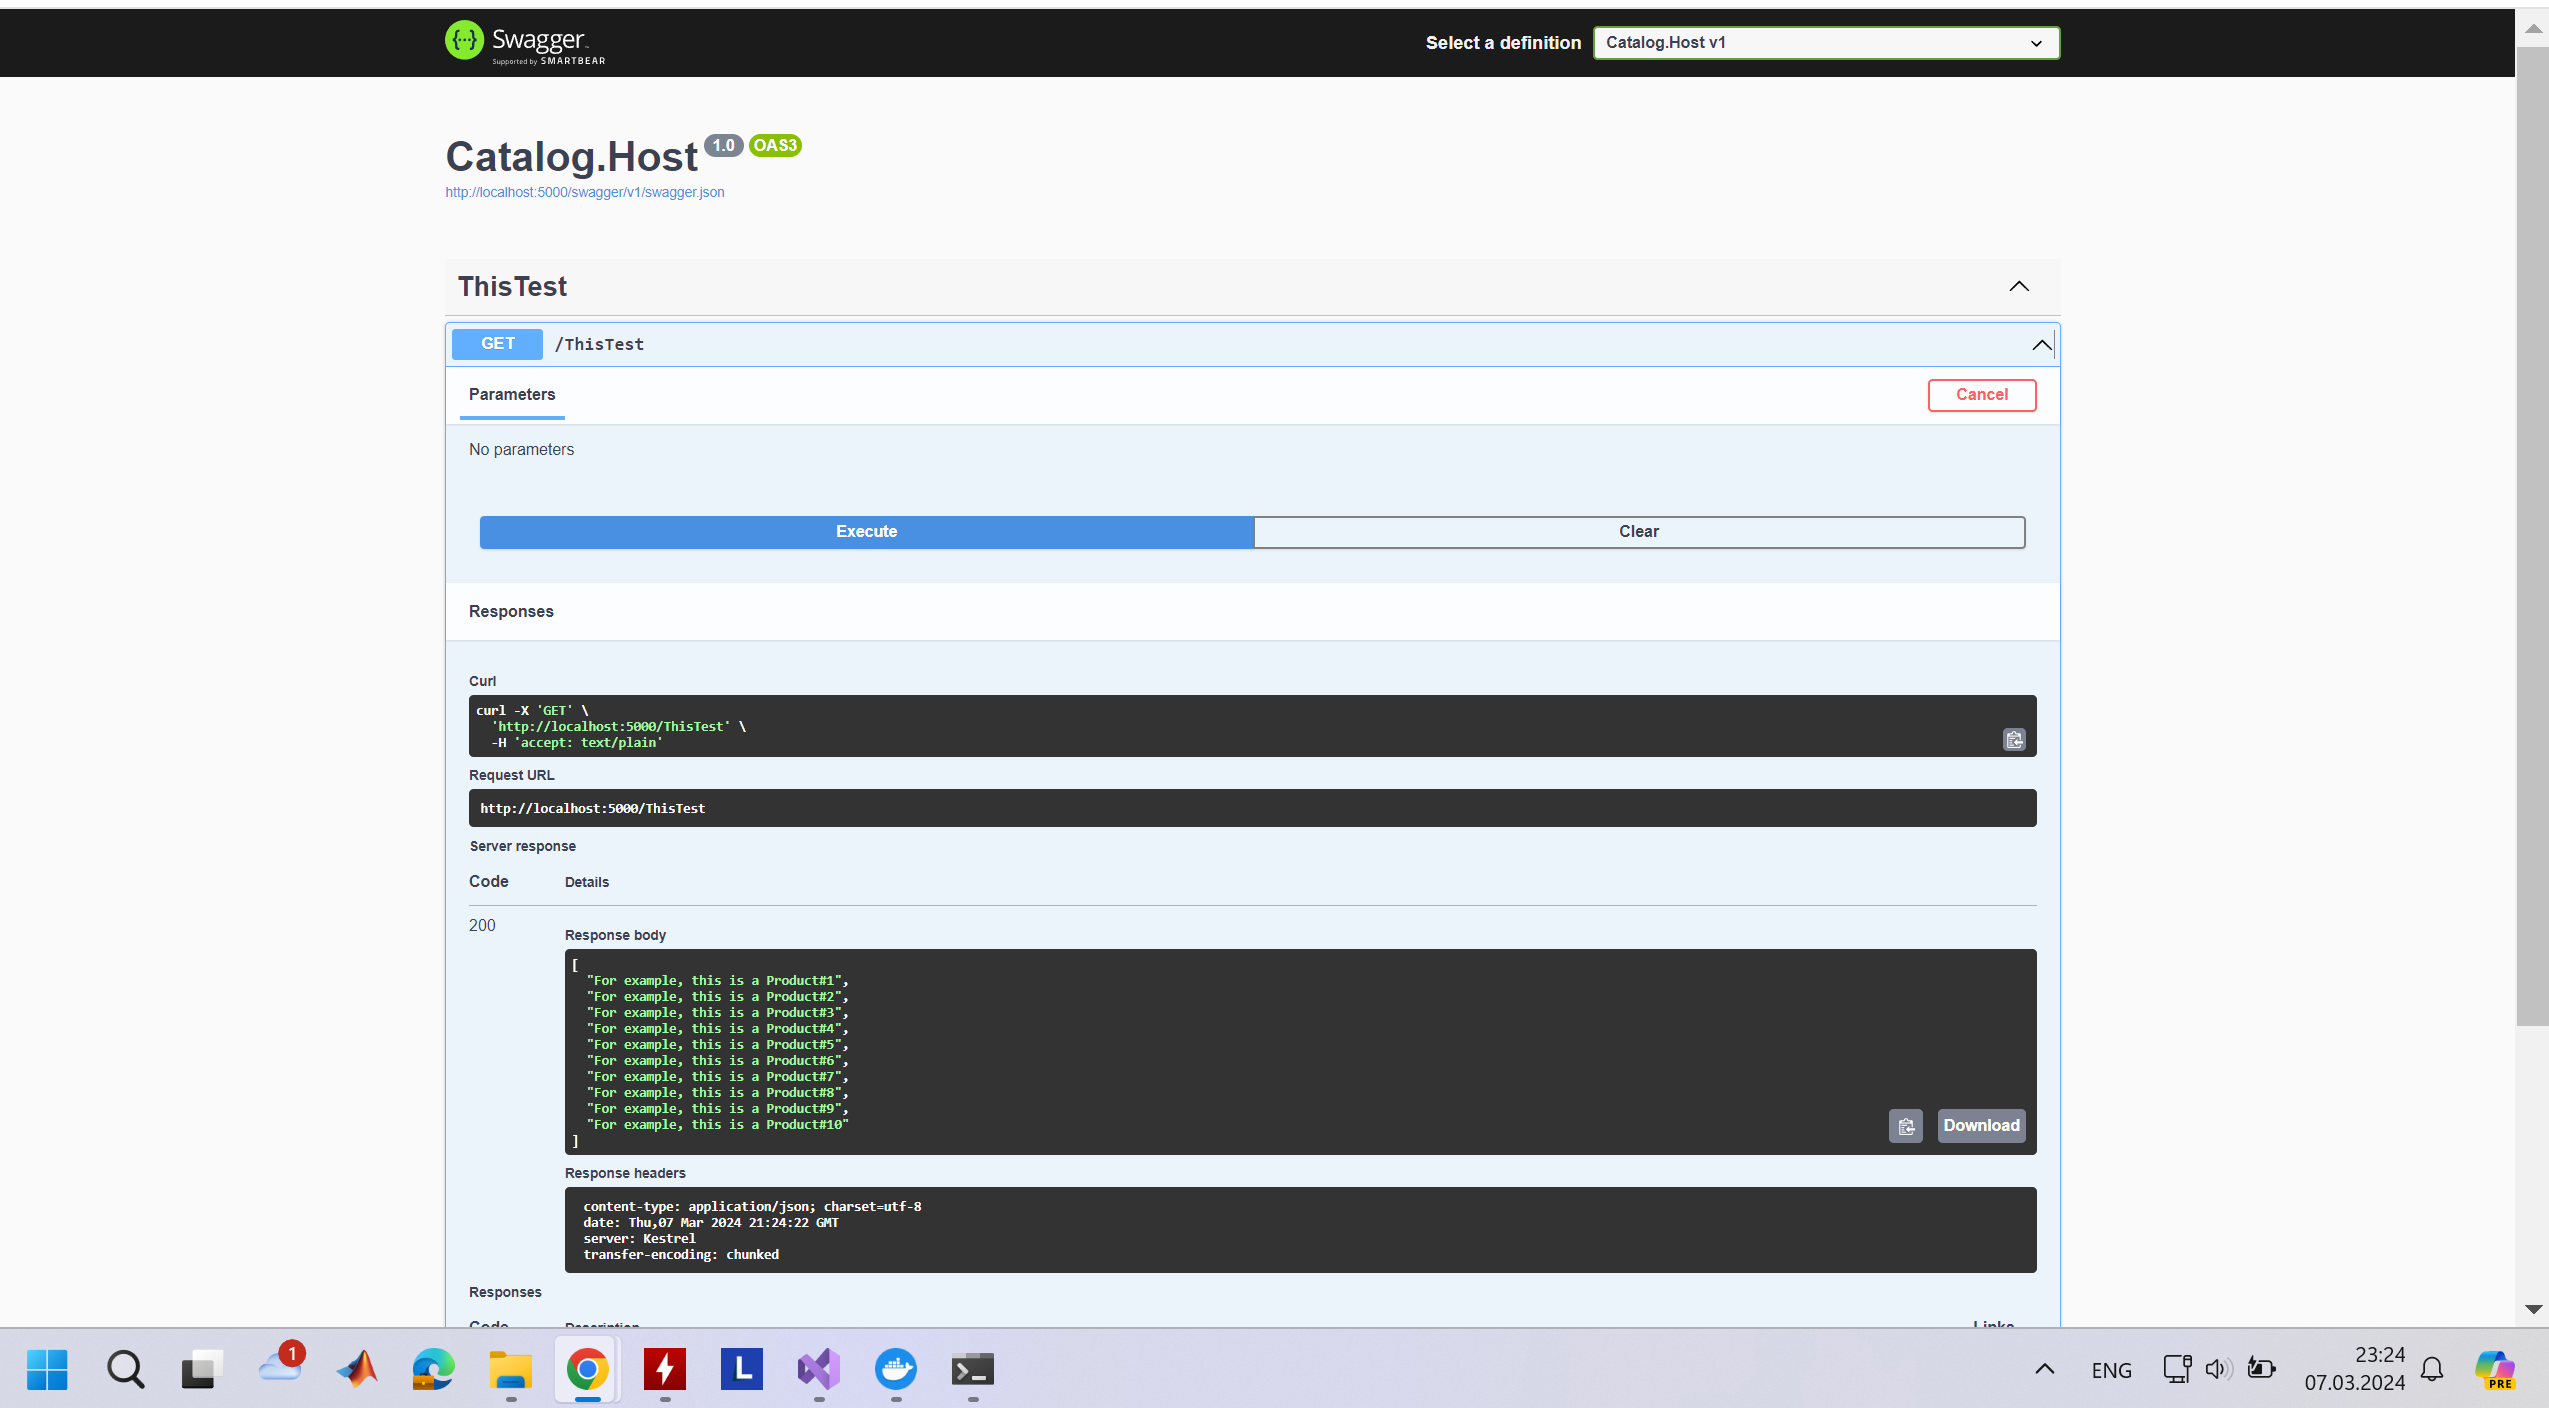 Swagger
Supported by SMARTBEAR
Select a definition
Catalog.Host v1
Catalog.Host 1.0 OAS3
http://localhost:5000/swagger/v1/swagger.json
ThisTest
GET /ThisTest
Parameters
Cancel
No parameters
Execute
Clear
Responses
Curl
curl -X 'GET' \
'http://localhost:5000/ThisTest' \
-H 'accept: text/plain'
Request URL
http://localhost:5000/ThisTest
Server response
Code Details
200
Response body
[
"For example, this is a Product#1",
"For example, this is a Product#2",
"For example, this is a Product#3",
"For example, this is a Product#4",
"For example, this is a Product#5",
"For example, this is a Product#6",
"For example, this is a Product#7",
"For example, this is a Product#8",
"For example, this is a Product#9",
"For example, this is a Product#10"
]
Download
Response headers
content-type: application/json; charset=utf-8
date: Thu,07 Mar 2024 21:24:22 GMT
server: Kestrel
transfer-encoding: chunked
Responses
Code Description Links
1
L
ENG
23:24
07.03.2024
PRE